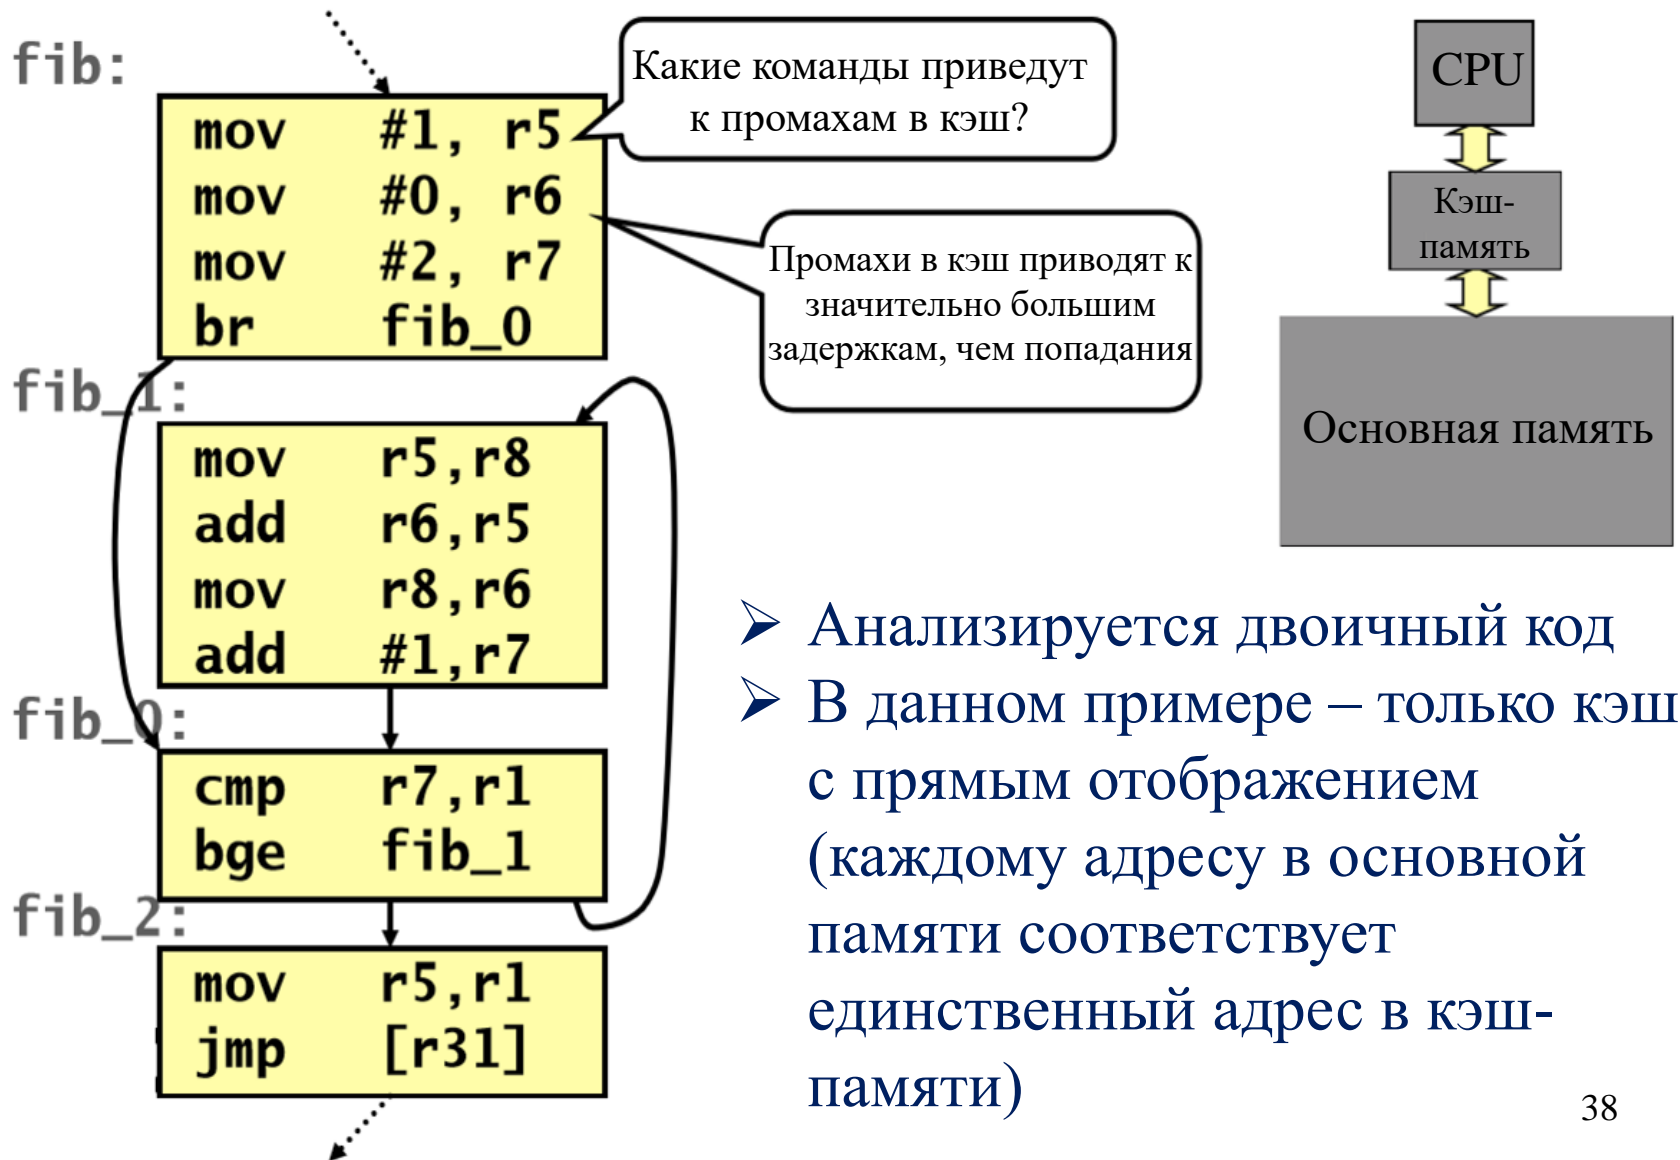 fib:
mov #1, r5
mov #0, r6
mov #2, r7
br fib_0
Какие команды приведут
к промахам в кэш?
Промахи в кэш приводят к
значительно большим
задержкам, чем попадания
CPU
Кэш-
память
Основная память
fib_1:
mov r5,r8
add r6,r5
mov r8,r6
add #1,r7
fib_0:
cmp r7,r1
bge fib_1
fib_2:
mov r5,r1
jmp [r31]
➢ Анализируется двоичный код
➢ В данном примере – только кэш
с прямым отображением
(каждому адресу в основной
памяти соответствует
единственный адрес в кэш-
памяти)
38